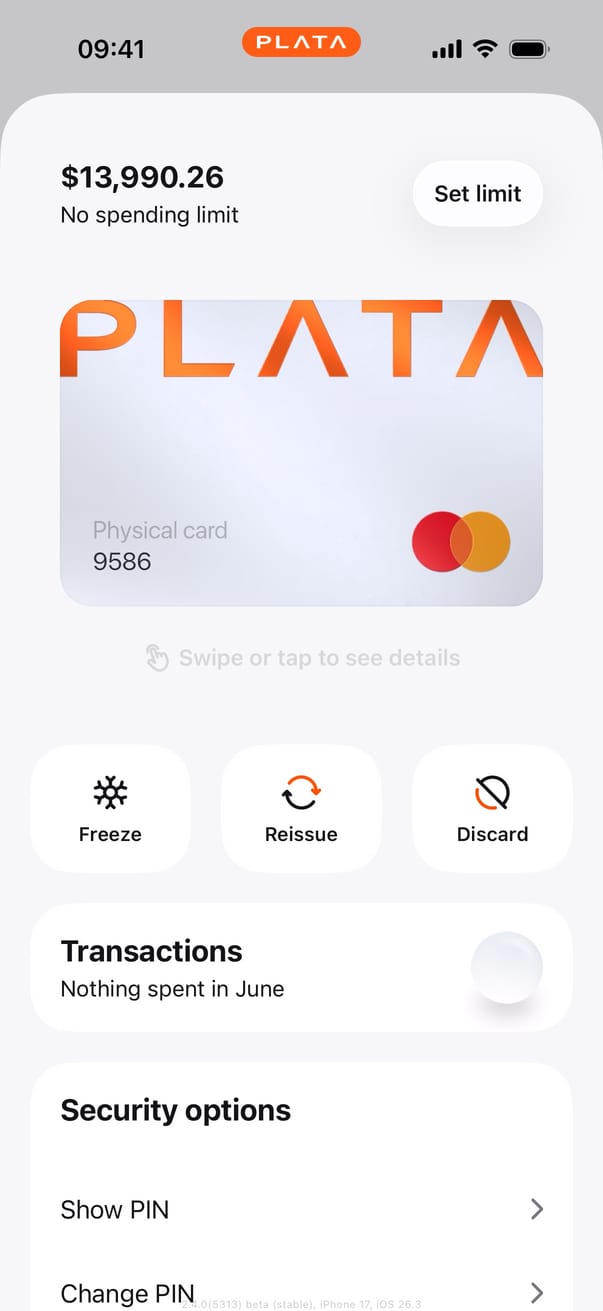 09:41
PLATA
$13,990.26
No spending limit
Set limit
PLATA
Physical card
9586
Swipe or tap to see details
Freeze
Reissue
Discard
Transactions
Nothing spent in June
Security options
Show PIN
Change PIN
2.4.0(5313) beta (stable), iPhone 17, iOS 26.3